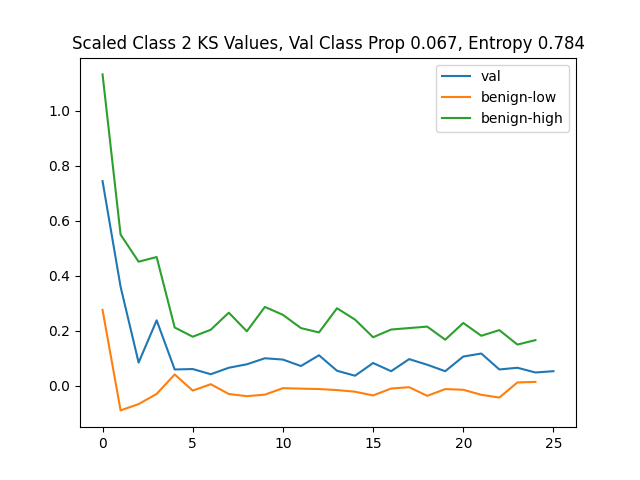 Scaled Class 2 KS Values, Val Class Prop 0.067, Entropy 0.784
val
benign-low
benign-high
1.0
0.8
0.6
0.4
0.2
0.0
0 5 10 15 20 25